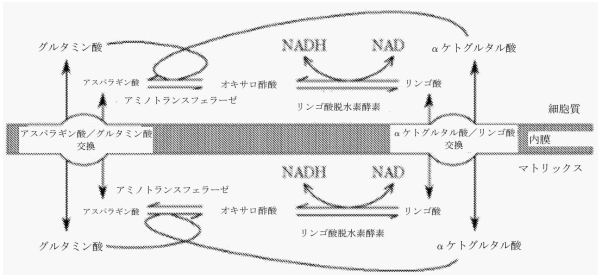 グルタミン酸 NADH NAD αケトグルタル酸
アスパラギン酸 オキサロ酢酸 リンゴ酸
アミノトランスフェラーゼ リンゴ酸脱水素酵素
細胞質
アスパラギン酸/グルタミン酸
交換
αケトグルタル酸/リンゴ酸
交換
内膜
マトリックス
アミノトランスフェラーゼ NADH NAD
アスパラギン酸 オキサロ酢酸 リンゴ酸
リンゴ酸脱水素酵素
グルタミン酸 αケトグルタル酸